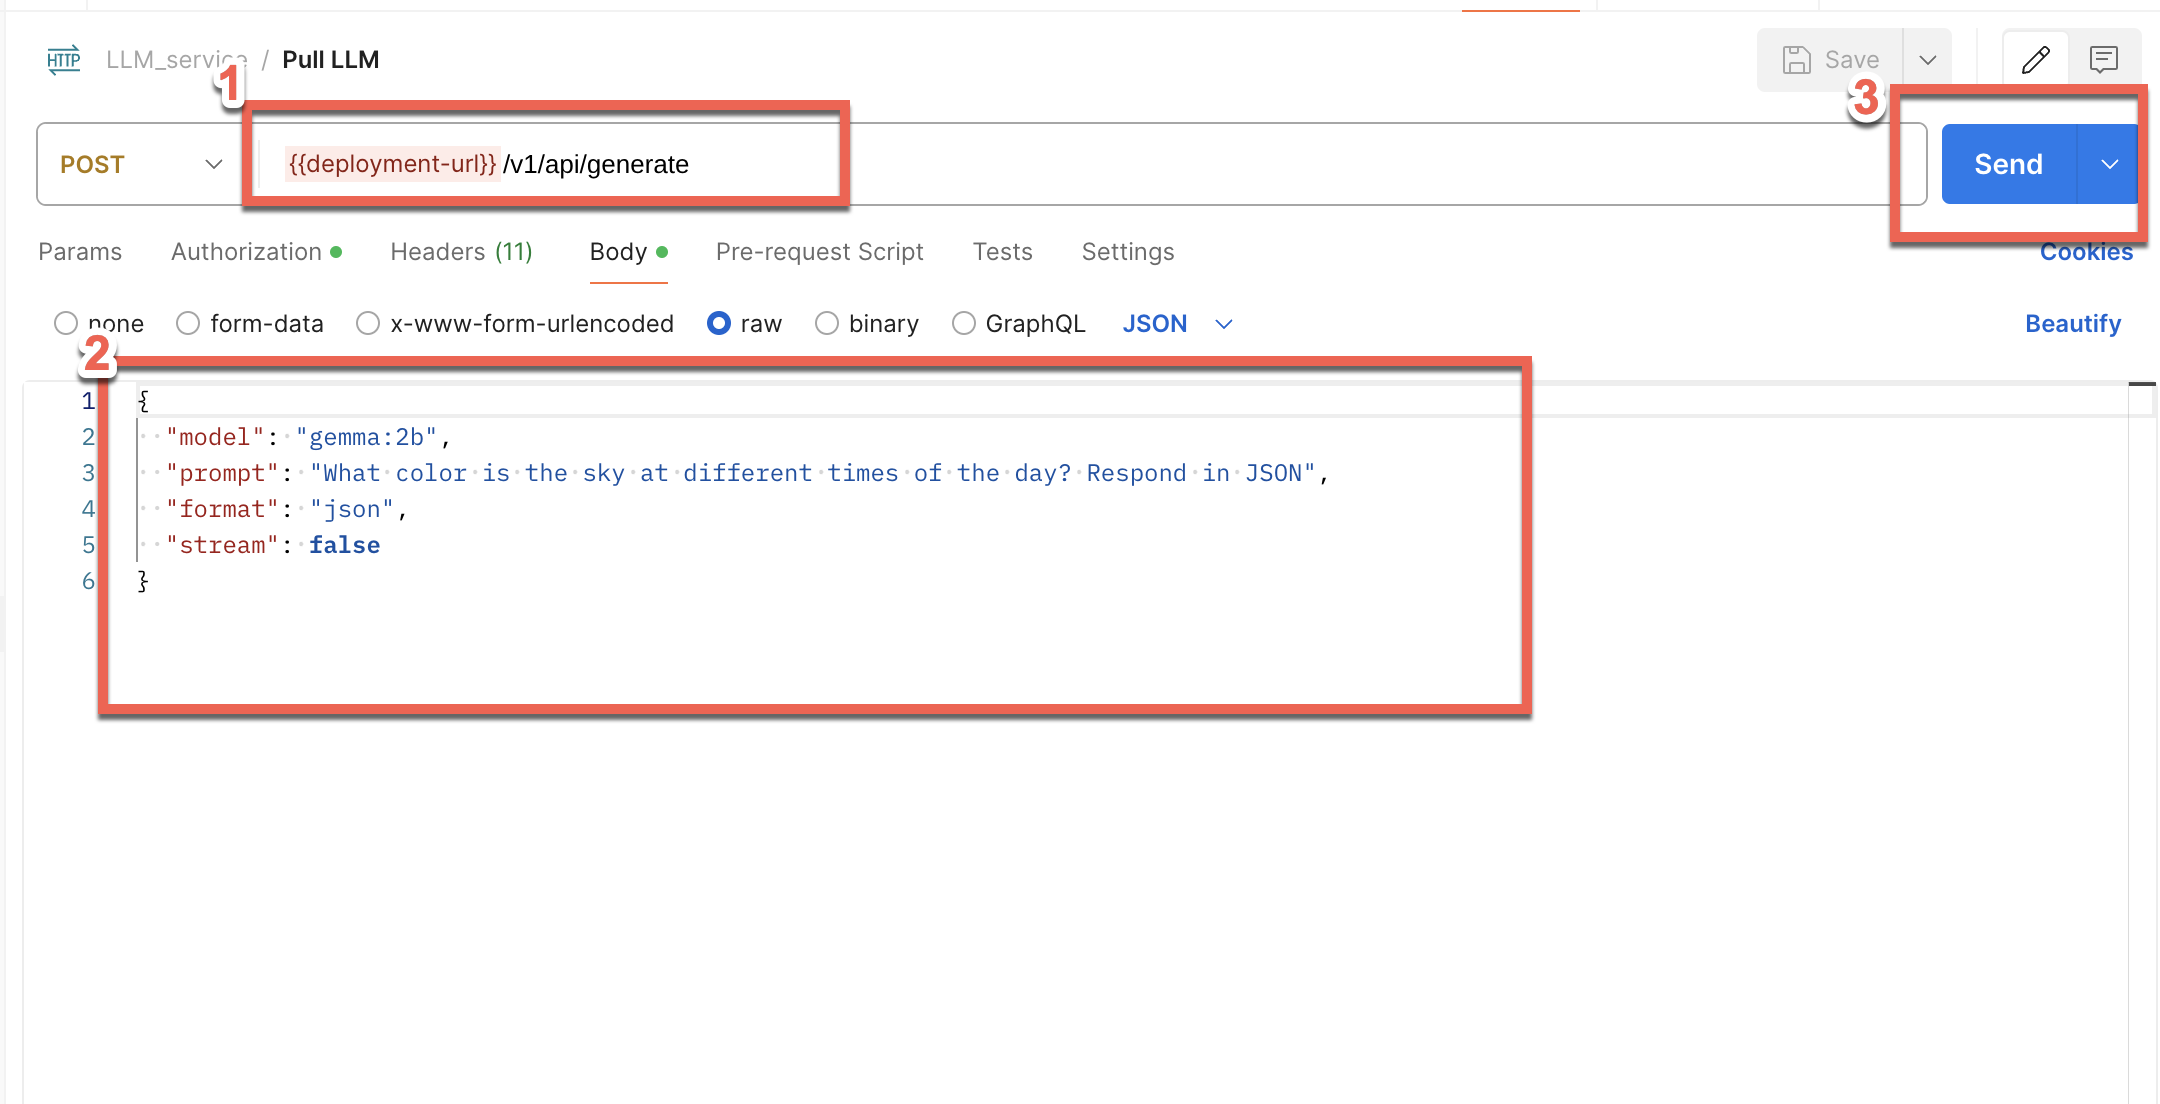 HTTP LLM_service / Pull LLM
Save
1
3
POST {{deployment-url}}/v1/api/generate
Send
Params Authorization Headers (11) Body Pre-request Script Tests Settings Cookies
none form-data x-www-form-urlencoded raw binary GraphQL JSON Beautify
2
1 {
2 "model": "gemma:2b",
3 "prompt": "What color is the sky at different times of the day? Respond in JSON",
4 "format": "json",
5 "stream": false
6 }